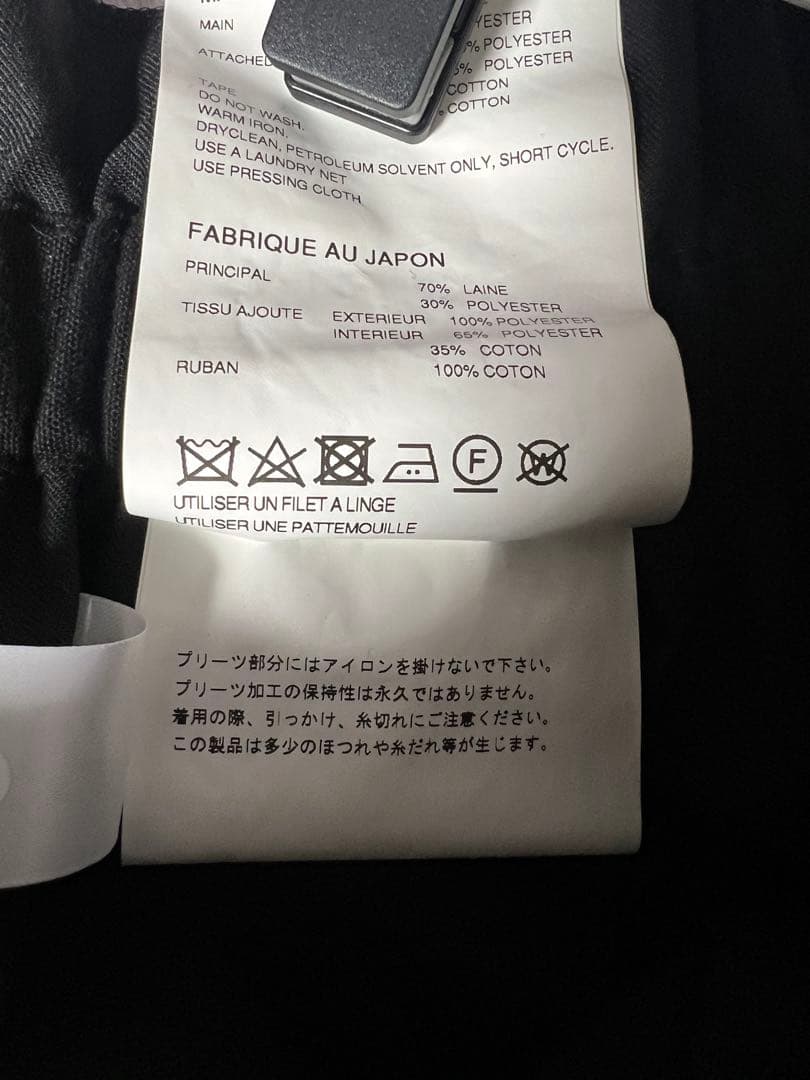 MAIN
YESTER
% POLYESTER
ATTACHED
% POLYESTER
COTTON
TAPE
COTTON
DO NOT WASH.
WARM IRON.
DRYCLEAN, PETROLEUM SOLVENT ONLY, SHORT CYCLE.
USE A LAUNDRY NET
USE PRESSING CLOTH
FABRIQUE AU JAPON
PRINCIPAL 70% LAINE
30% POLYESTER
TISSU AJOUTE EXTERIEUR 100% POLYESTER
INTERIEUR 65% POLYESTER
35% COTON
RUBAN 100% COTON
F W
UTILISER UN FILET A LINGE
UTILISER UNE PATTEMOUILLE
プリーツ部分にはアイロンを掛けないで下さい。
プリーツ加工の保持性は永久ではありません。
着用の際、引っかけ、糸切れにご注意ください。
この製品は多少のほつれや糸だれ等が生じます。